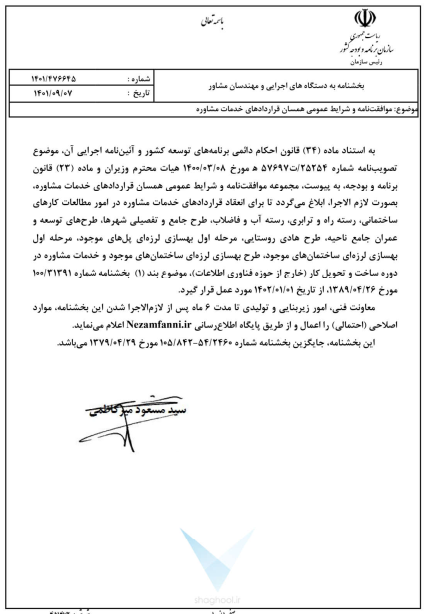 باسمه تعالی
ریاست جمهوری
سازمان برنامه و بودجه کشور
رئیس سازمان
بخشنامه به دستگاه های اجرایی و مهندسان مشاور
شماره : ۱۴۰۱/۴۷۶۶۴۵
تاریخ : ۱۴۰۱/۰۹/۰۷
موضوع: موافقت‌نامه و شرایط عمومی همسان قراردادهای خدمات مشاوره
به استناد ماده (۳۴) قانون احکام دائمی برنامه‌های توسعه کشور و آئین‌نامه اجرایی آن، موضوع
تصویب‌نامه شماره ۲۵۲۵۴/ت۵۷۶۹۷ ه مورخ ۱۴۰۰/۰۳/۰۸ هیات محترم وزیران و ماده (۲۳) قانون
برنامه و بودجه، به پیوست، مجموعه موافقت‌نامه و شرایط عمومی همسان قراردادهای خدمات مشاوره،
بصورت لازم الاجرا، ابلاغ می‌گردد تا برای انعقاد قراردادهای خدمات مشاوره در امور مطالعات کارهای
ساختمانی، رسته راه و ترابری، رسته آب و فاضلاب، طرح جامع و تفصیلی شهرها، طرح‌های توسعه و
عمران جامع ناحیه، طرح هادی روستایی، مرحله اول بهسازی لرزه‌ای پل‌های موجود، مرحله اول
بهسازی لرزه‌ای ساختمان‌های موجود، طرح بهسازی لرزه‌ای ساختمان‌های موجود و خدمات مشاوره در
دوره ساخت و تحویل کار (خارج از حوزه فناوری اطلاعات)، موضوع بند (۱) بخشنامه شماره ۱۰۰/۳۱۳۹۱
مورخ ۱۳۸۹/۰۴/۲۶، از تاریخ ۱۴۰۲/۰۱/۰۱ مورد عمل قرار گیرد.
معاونت فنی، امور زیربنایی و تولیدی تا مدت ۶ ماه پس از لازم‌الاجرا شدن این بخشنامه، موارد
اصلاحی (احتمالی) را اعمال و از طریق پایگاه اطلاع‌رسانی Nezamfanni.ir اعلام می‌نماید.
این بخشنامه، جایگزین بخشنامه شماره ۵۴/۲۴۶۰-۱۰۵/۸۴۲ مورخ ۱۳۷۹/۰۴/۲۹ می‌باشد.
سید مسعود میرکاظمی
shaghool.ir